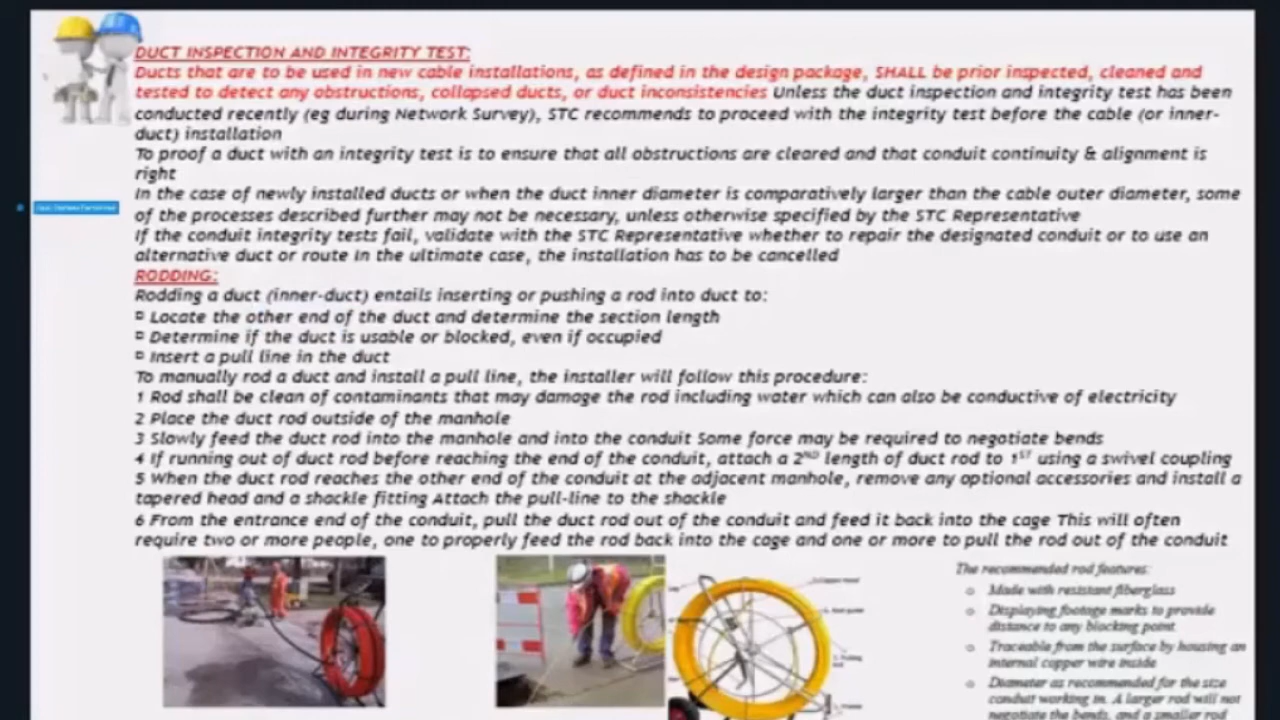 DUCT INSPECTION AND INTEGRITY TEST:
Ducts that are to be used in new cable installations, as defined in the design package, SHALL be prior inspected, cleaned and
tested to detect any obstructions, collapsed ducts, or duct inconsistencies Unless the duct inspection and integrity test has been
conducted recently (eg during Network Survey), STC recommends to proceed with the integrity test before the cable (or inner-
duct) installation
To proof a duct with an integrity test is to ensure that all obstructions are cleared and that conduit continuity & alignment is
right
In the case of newly installed ducts or when the duct inner diameter is comparatively larger than the cable outer diameter, some
of the processes described further may not be necessary, unless otherwise specified by the STC Representative
If the conduit integrity tests fail, validate with the STC Representative whether to repair the designated conduit or to use an
alternative duct or route In the ultimate case, the installation has to be cancelled
RODDING:
Rodding a duct (inner-duct) entails inserting or pushing a rod into duct to:
Locate the other end of the duct and determine the section length
Determine if the duct is usable or blocked, even if occupied
Insert a pull line in the duct
To manually rod a duct and install a pull line, the installer will follow this procedure:
1 Rod shall be clean of contaminants that may damage the rod including water which can also be conductive of electricity
2 Place the duct rod outside of the manhole
3 Slowly feed the duct rod into the manhole and into the conduit Some force may be required to negotiate bends
4 If running out of duct rod before reaching the end of the conduit, attach a 2ND length of duct rod to 1ST using a swivel coupling
5 When the duct rod reaches the other end of the conduit at the adjacent manhole, remove any optional accessories and install a
tapered head and a shackle fitting Attach the pull-line to the shackle
6 From the entrance end of the conduit, pull the duct rod out of the conduit and feed it back into the cage This will often
require two or more people, one to properly feed the rod back into the cage and one or more to pull the rod out of the conduit
The recommended rod features:
o Made with resistant fiberglass
o Displaying footage marks to provide
distance to any blocking point
o Traceable from the surface by housing an
internal copper wire inside
o Diameter as recommended for the size
conduit working in. A larger rod will not
negotiate the bends, and a smaller rod